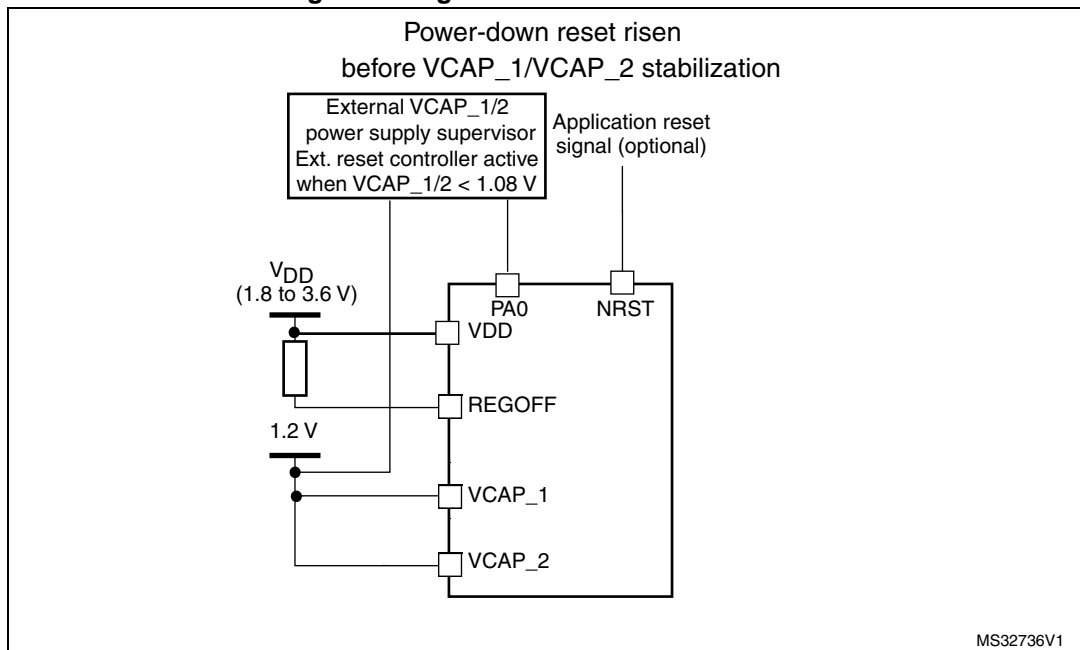 Power-down reset risen
before VCAP_1/VCAP_2 stabilization
External VCAP_1/2
power supply supervisor
Ext. reset controller active
when VCAP_1/2 < 1.08 V
Application reset
signal (optional)
VDD
(1.8 to 3.6 V)
PA0
NRST
VDD
REGOFF
1.2 V
VCAP_1
VCAP_2
MS32736V1